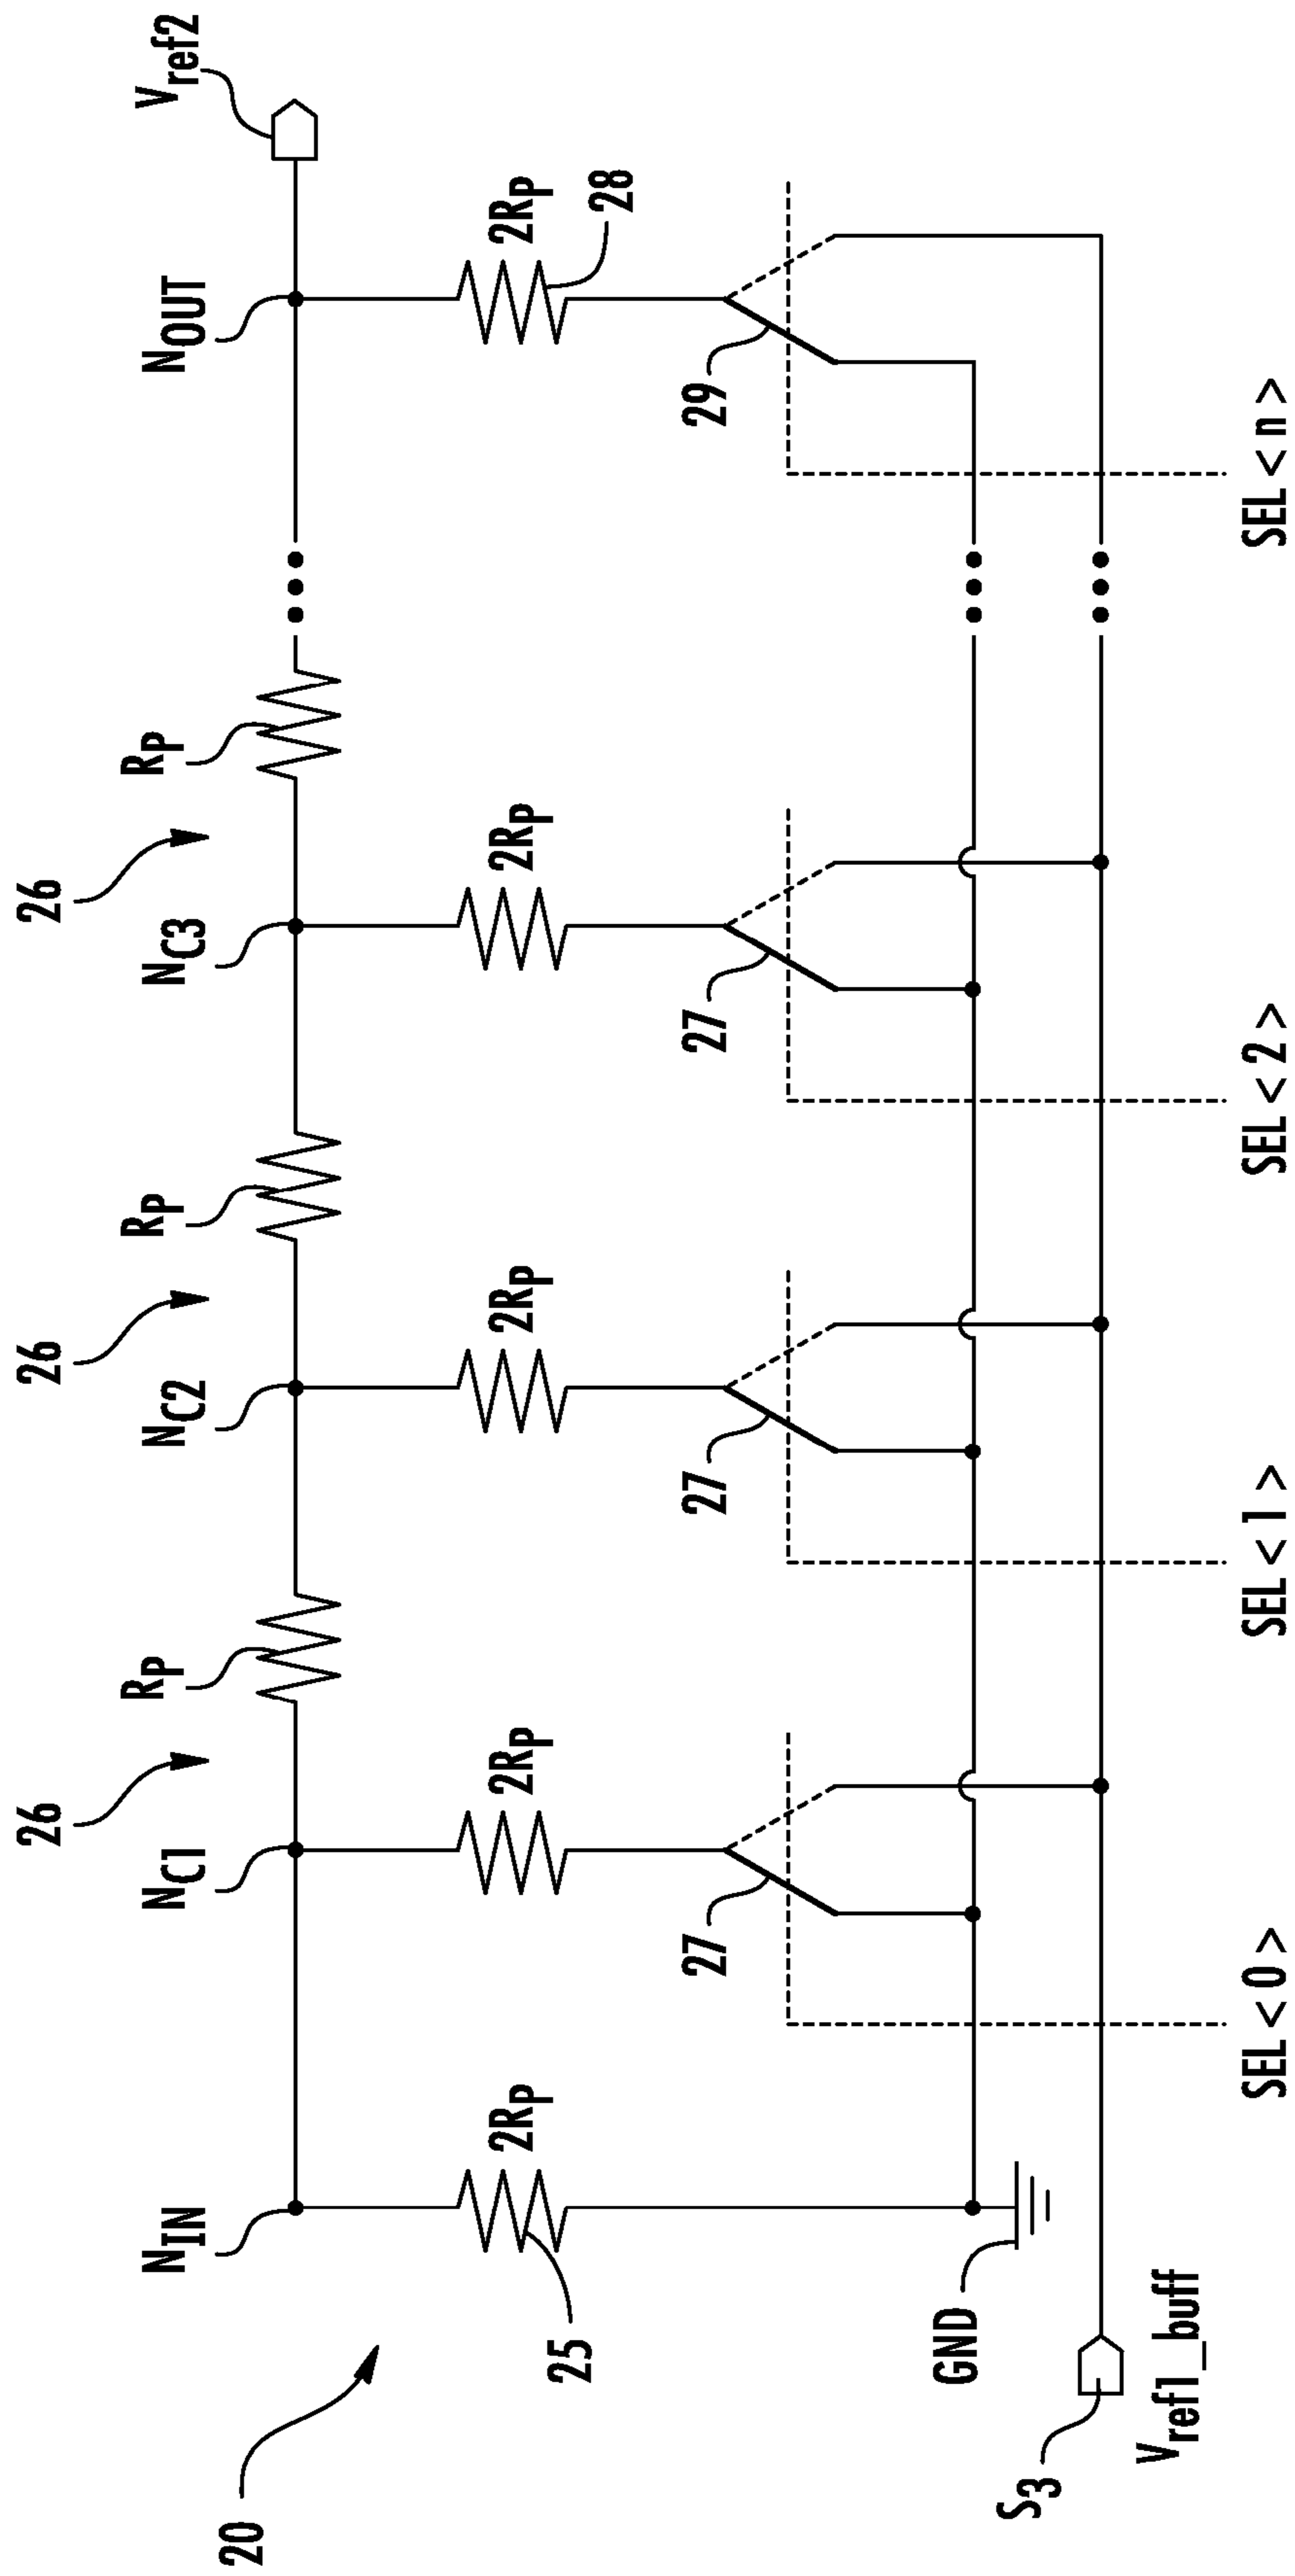 20
26
26
26
N_IN
N_C1
R_P
N_C2
R_P
N_C3
R_P
N_OUT
V_ref2
25
2R_P
2R_P
2R_P
2R_P
2R_P
28
27
27
27
29
GND
S_3
V_ref1_buff
SEL < 0 >
SEL < 1 >
SEL < 2 >
SEL < n >